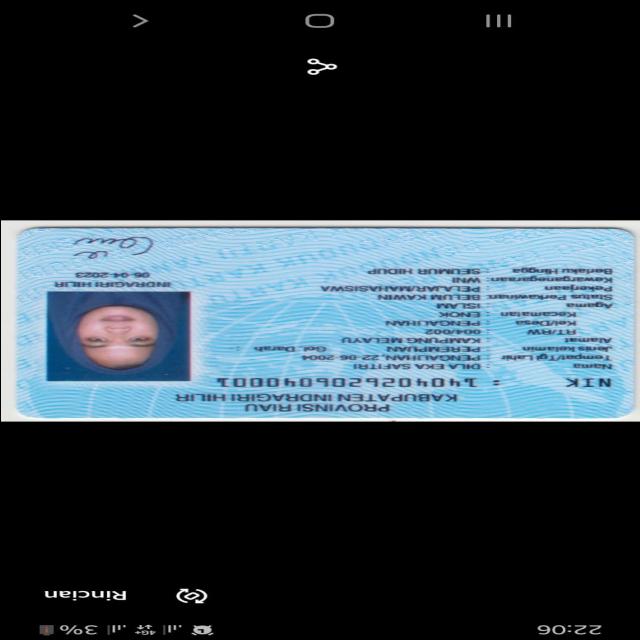 22:06
4G+ 3%
Rincian
PROVINSI RIAU
KABUPATEN INDRAGIRI HILIR
NIK : 1404026206040001
Nama : DILA EKA SAFITRI
Tempat/Tgl Lahir : PENGALIHAN, 22-06-2004
Jenis kelamin : PEREMPUAN Gol. Darah :
Alamat : KAMPUNG MELAYU
RT/RW : 004/002
Kel/Desa : PENGALIHAN
Kecamatan : ENOK
Agama : ISLAM
Status Perkawinan : BELUM KAWIN
Pekerjaan : PELAJAR/MAHASISWA
Kewarganegaraan : WNI
Berlaku Hingga : SEUMUR HIDUP
INDRAGIRI HILIR
06-04-2023